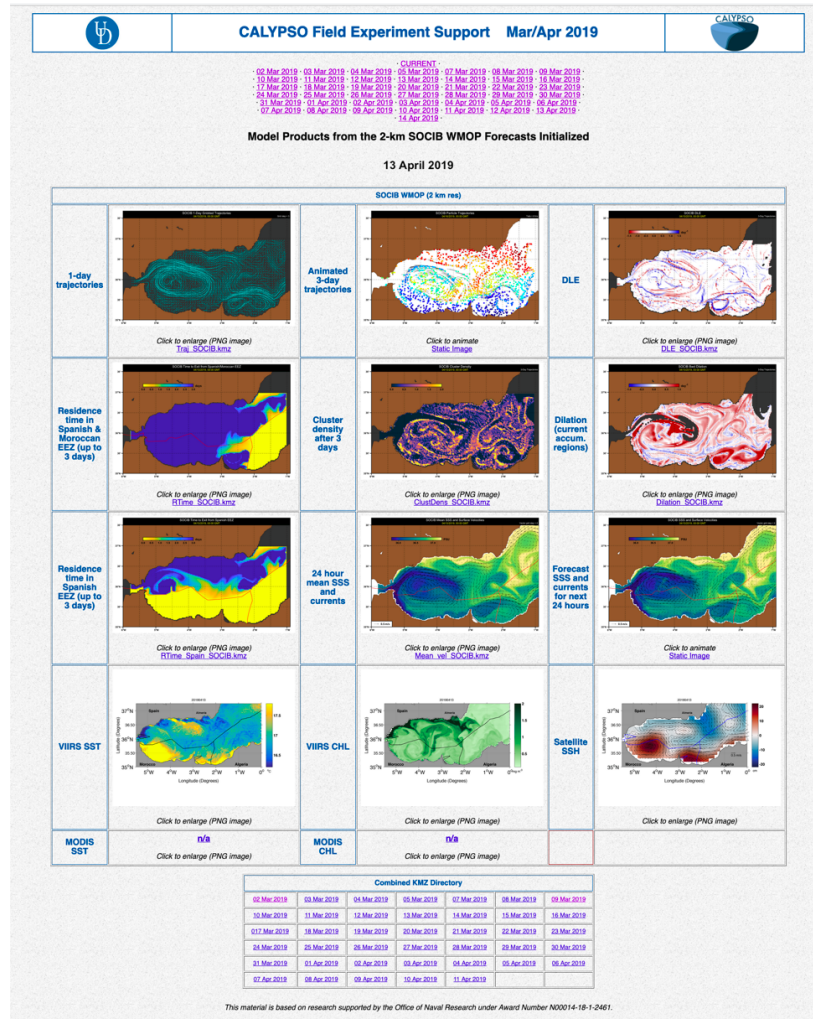 CALYPSO Field Experiment Support Mar/Apr 2019
CALYPSO
· CURRENT ·
· 02 Mar 2019 · 03 Mar 2019 · 04 Mar 2019 · 05 Mar 2019 · 07 Mar 2019 · 08 Mar 2019 · 09 Mar 2019 ·
· 10 Mar 2019 · 11 Mar 2019 · 12 Mar 2019 · 13 Mar 2019 · 14 Mar 2019 · 15 Mar 2019 · 16 Mar 2019 ·
· 17 Mar 2019 · 18 Mar 2019 · 19 Mar 2019 · 20 Mar 2019 · 21 Mar 2019 · 22 Mar 2019 · 23 Mar 2019 ·
· 24 Mar 2019 · 25 Mar 2019 · 26 Mar 2019 · 27 Mar 2019 · 28 Mar 2019 · 29 Mar 2019 · 30 Mar 2019 ·
· 31 Mar 2019 · 01 Apr 2019 · 02 Apr 2019 · 03 Apr 2019 · 04 Apr 2019 · 05 Apr 2019 · 06 Apr 2019 ·
· 07 Apr 2019 · 08 Apr 2019 · 09 Apr 2019 · 10 Apr 2019 · 11 Apr 2019 · 12 Apr 2019 · 13 Apr 2019 ·
· 14 Apr 2019 ·
Model Products from the 2-km SOCIB WMOP Forecasts Initialized
13 April 2019
SOCIB WMOP (2 km res)
1-day
trajectories
Click to enlarge (PNG image)
Traj_SOCIB.kmz
Animated
3-day
trajectories
Click to animate
Static Image
DLE
Click to enlarge (PNG image)
DLE_SOCIB.kmz
Residence
time in
Spanish &
Moroccan
EEZ (up to
3 days)
Click to enlarge (PNG image)
RTime_SOCIB.kmz
Cluster
density
after 3
days
Click to enlarge (PNG image)
ClustDens_SOCIB.kmz
Dilation
(current
accum.
regions)
Click to enlarge (PNG image)
Dilation_SOCIB.kmz
Residence
time in
Spanish
EEZ (up to
3 days)
Click to enlarge (PNG image)
RTime_Spain_SOCIB.kmz
24 hour
mean SSS
and
currents
Click to enlarge (PNG image)
Mean_vel_SOCIB.kmz
Forecast
SSS and
currents
for next
24 hours
Click to animate
Static Image
VIIRS SST
Spain
Morocco
Algeria
Latitude (Degrees)
Longitude (Degrees)
Click to enlarge (PNG image)
VIIRS CHL
Spain
Morocco
Algeria
Latitude (Degrees)
Longitude (Degrees)
Click to enlarge (PNG image)
Satellite
SSH
Spain
Morocco
Algeria
Latitude (Degrees)
Longitude (Degrees)
Click to enlarge (PNG image)
MODIS
SST
n/a
Click to enlarge (PNG image)
MODIS
CHL
n/a
Click to enlarge (PNG image)
Combined KMZ Directory
02 Mar 2019 03 Mar 2019 04 Mar 2019 05 Mar 2019 07 Mar 2019 08 Mar 2019 09 Mar 2019
10 Mar 2019 11 Mar 2019 12 Mar 2019 13 Mar 2019 14 Mar 2019 15 Mar 2019 16 Mar 2019
017 Mar 2019 18 Mar 2019 19 Mar 2019 20 Mar 2019 21 Mar 2019 22 Mar 2019 23 Mar 2019
24 Mar 2019 25 Mar 2019 26 Mar 2019 27 Mar 2019 28 Mar 2019 29 Mar 2019 30 Mar 2019
31 Mar 2019 01 Apr 2019 02 Apr 2019 03 Apr 2019 04 Apr 2019 05 Apr 2019 06 Apr 2019
07 Apr 2019 08 Apr 2019 09 Apr 2019 10 Apr 2019 11 Apr 2019
This material is based on research supported by the Office of Naval Research under Award Number N00014-18-1-2461.